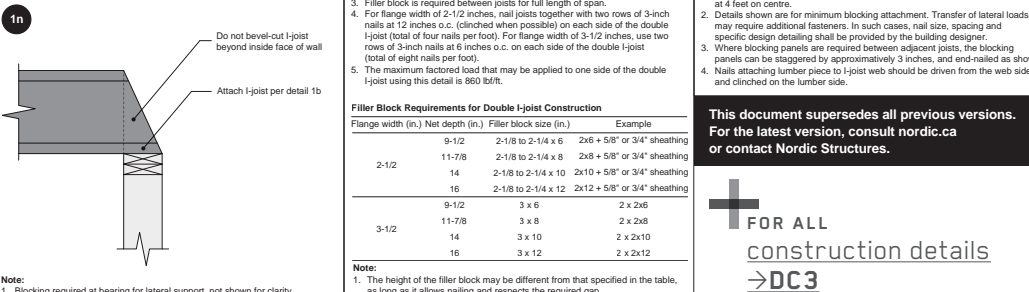 1n
Do not bevel-cut I-joist
beyond inside face of wall
Attach I-joist per detail 1b
Note:
1. Blocking required at bearing for lateral support, not shown for clarity.
3. Filler block is required between joists for full length of span.
4. For flange width of 2-1/2 inches, nail joists together with two rows of 3-inch
nails at 12 inches c.c. (clinched when possible) on each side of the double
I-joist (total of four nails per foot). For flange width of 3-1/2 inches, use two
rows of 3-inch nails at 6 inches o.c. on each side of the double I-joist
(total of eight nails per foot).
5. The maximum factored load that may be applied to one side of the double
I-joist using this detail is 860 lbf/ft.
Filler Block Requirements for Double I-joist Construction
Flange width (in.) Net depth (in.) Filler block size (in.) Example
2-1/2
9-1/2 2-1/8 to 2-1/4 x 6 2x6 + 5/8" or 3/4" sheathing
11-7/8 2-1/8 to 2-1/4 x 8 2x8 + 5/8" or 3/4" sheathing
14 2-1/8 to 2-1/4 x 10 2x10 + 5/8" or 3/4" sheathing
16 2-1/8 to 2-1/4 x 12 2x12 + 5/8" or 3/4" sheathing
3-1/2
9-1/2 3 x 6 2 x 2x6
11-7/8 3 x 8 2 x 2x8
14 3 x 10 2 x 2x10
16 3 x 12 2 x 2x12
Note:
1. The height of the filler block may be different from that specified in the table,
as long as it allows nailing and respects the required gap.
at 4 feet on centre.
2. Details shown are for minimum blocking attachment. Transfer of lateral loads
may require additional fasteners. In such cases, nail size, spacing and
specific design detailing shall be provided by the building designer.
3. Where blocking panels are required between adjacent joists, the blocking
panels can be staggered by approximatively 3 inches, and end-nailed as sho
4. Nails attaching lumber piece to I-joist web should be driven from the web side
and clinched on the lumber side.
This document supersedes all previous versions.
For the latest version, consult nordic.ca
or contact Nordic Structures.
FOR ALL
construction details
→DC3